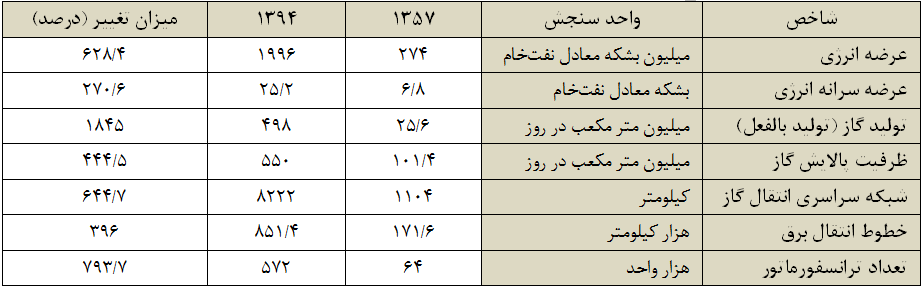 شاخص واحد سنجش ۱۳۵۷ ۱۳۹۴ میزان تغییر (درصد)
عرضه انرژی میلیون بشکه معادل نفت‌خام ۲۷۴ ۱۹۹۶ ۶۲۸/۴
عرضه سرانه انرژی بشکه معادل نفت‌خام ۶/۸ ۲۵/۲ ۲۷۰/۶
تولید گاز (تولید بالفعل) میلیون متر مکعب در روز ۲۵/۶ ۴۹۸ ۱۸۴۵
ظرفیت پالایش گاز میلیون متر مکعب در روز ۱۰۱/۴ ۵۵۰ ۴۴۴/۵
شبکه سراسری انتقال گاز کیلومتر ۱۱۰۴ ۸۲۲۲ ۶۴۴/۷
خطوط انتقال برق هزار کیلومتر ۱۷۱/۶ ۸۵۱/۴ ۳۹۶
تعداد ترانسفورماتور هزار واحد ۶۴ ۵۷۲ ۷۹۳/۷